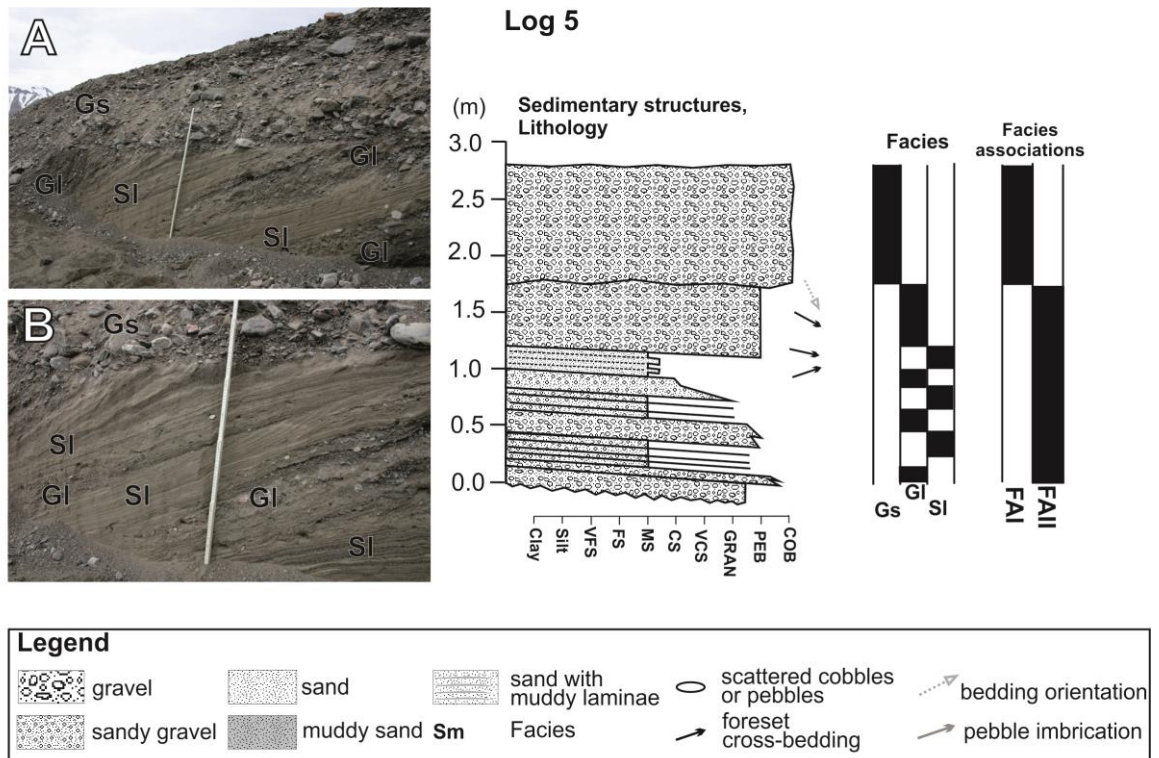 A
Gs
Gl
Gl
Sl
Sl
Gl
B
Gs
Sl
Gl
Sl
Gl
Sl
Log 5
(m)
Sedimentary structures,
Lithology
3.0
2.5
2.0
1.5
1.0
0.5
0.0
Clay
Silt
VFS
FS
MS
CS
VCS
GRAN
PEB
COB
Facies
Gs
Gl
Sl
Facies
associations
FAI
FAII
Legend
gravel
sand
sand with
muddy laminae
scattered cobbles
or pebbles
bedding orientation
sandy gravel
muddy sand
Sm
Facies
foreset
cross-bedding
pebble imbrication